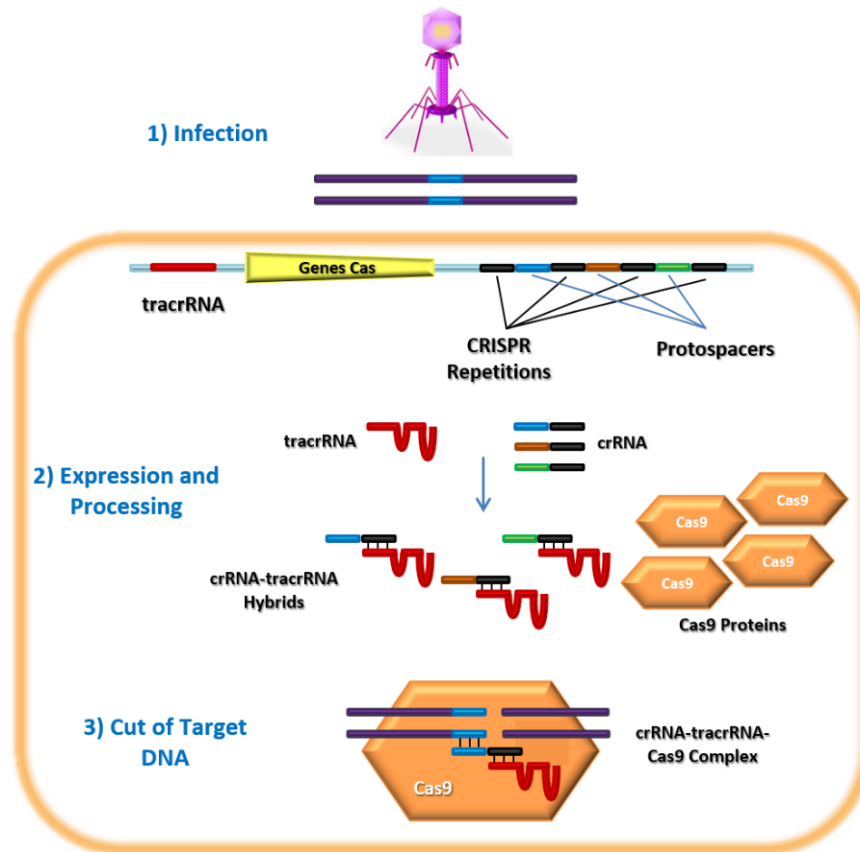 1) Infection
Genes Cas
tracrRNA
CRISPR
Repetitions
Protospacers
tracrRNA
crRNA
2) Expression and
Processing
Cas9
Cas9
Cas9
Cas9
crRNA-tracrRNA
Hybrids
Cas9 Proteins
3) Cut of Target
DNA
crRNA-tracrRNA-
Cas9 Complex
Cas9